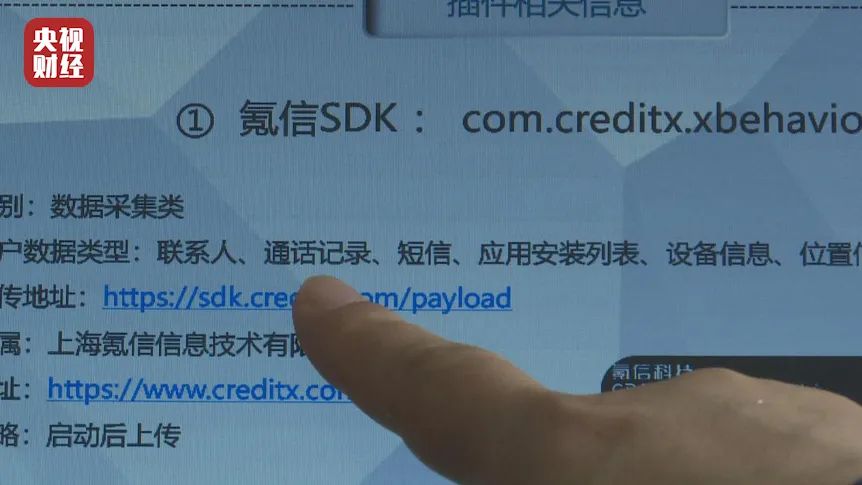 央视
财经
插件相关信息
① 氪信SDK： com.creditx.xbehavio
别：数据采集类
户数据类型：联系人、通话记录、短信、应用安装列表、设备信息、位置信
传地址：https://sdk.cre m/payload
属：上海氪信信息技术有限
址：https://www.creditx.co
略：启动后上传
氪信科技